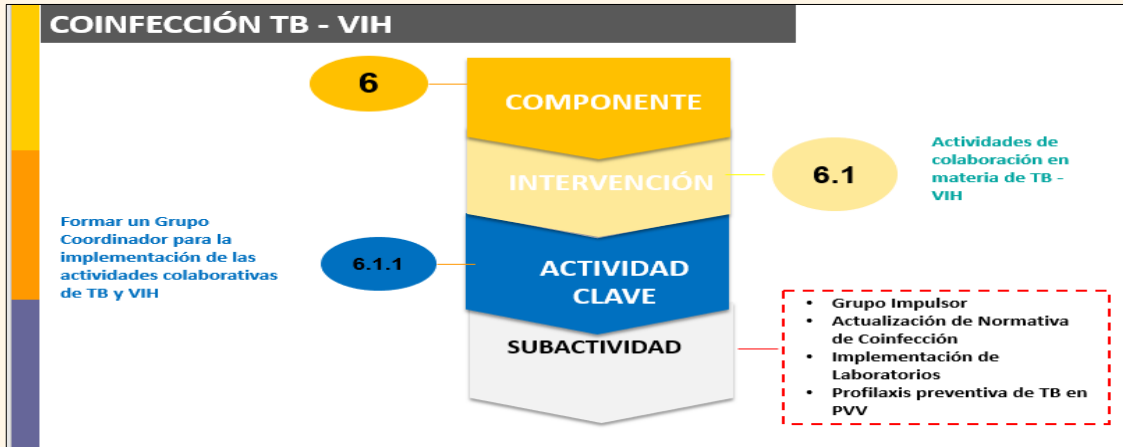 COINFECCIÓN TB - VIH
6
COMPONENTE
INTERVENCIÓN
6.1
Actividades de
colaboración en
materia de TB -
VIH
Formar un Grupo
Coordinador para la
implementación de las
actividades colaborativas
de TB y VIH
6.1.1
ACTIVIDAD
CLAVE
SUBACTIVIDAD
• Grupo Impulsor
• Actualización de Normativa
de Coinfección
• Implementación de
Laboratorios
• Profilaxis preventiva de TB en
PVV